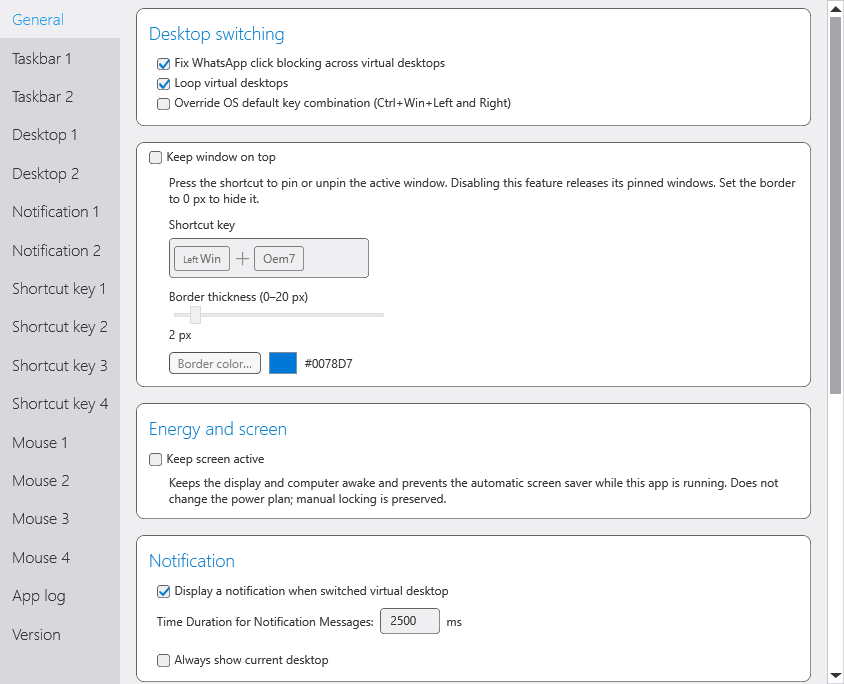 General
Taskbar 1
Taskbar 2
Desktop 1
Desktop 2
Notification 1
Notification 2
Shortcut key 1
Shortcut key 2
Shortcut key 3
Shortcut key 4
Mouse 1
Mouse 2
Mouse 3
Mouse 4
App log
Version
Desktop switching
Fix WhatsApp click blocking across virtual desktops
Loop virtual desktops
Override OS default key combination (Ctrl+Win+Left and Right)
Keep window on top
Press the shortcut to pin or unpin the active window. Disabling this feature releases its pinned windows. Set the border
to 0 px to hide it.
Shortcut key
Left Win + Oem7
Border thickness (0–20 px)
2 px
Border color... #0078D7
Energy and screen
Keep screen active
Keeps the display and computer awake and prevents the automatic screen saver while this app is running. Does not
change the power plan; manual locking is preserved.
Notification
Display a notification when switched virtual desktop
Time Duration for Notification Messages: 2500 ms
Always show current desktop